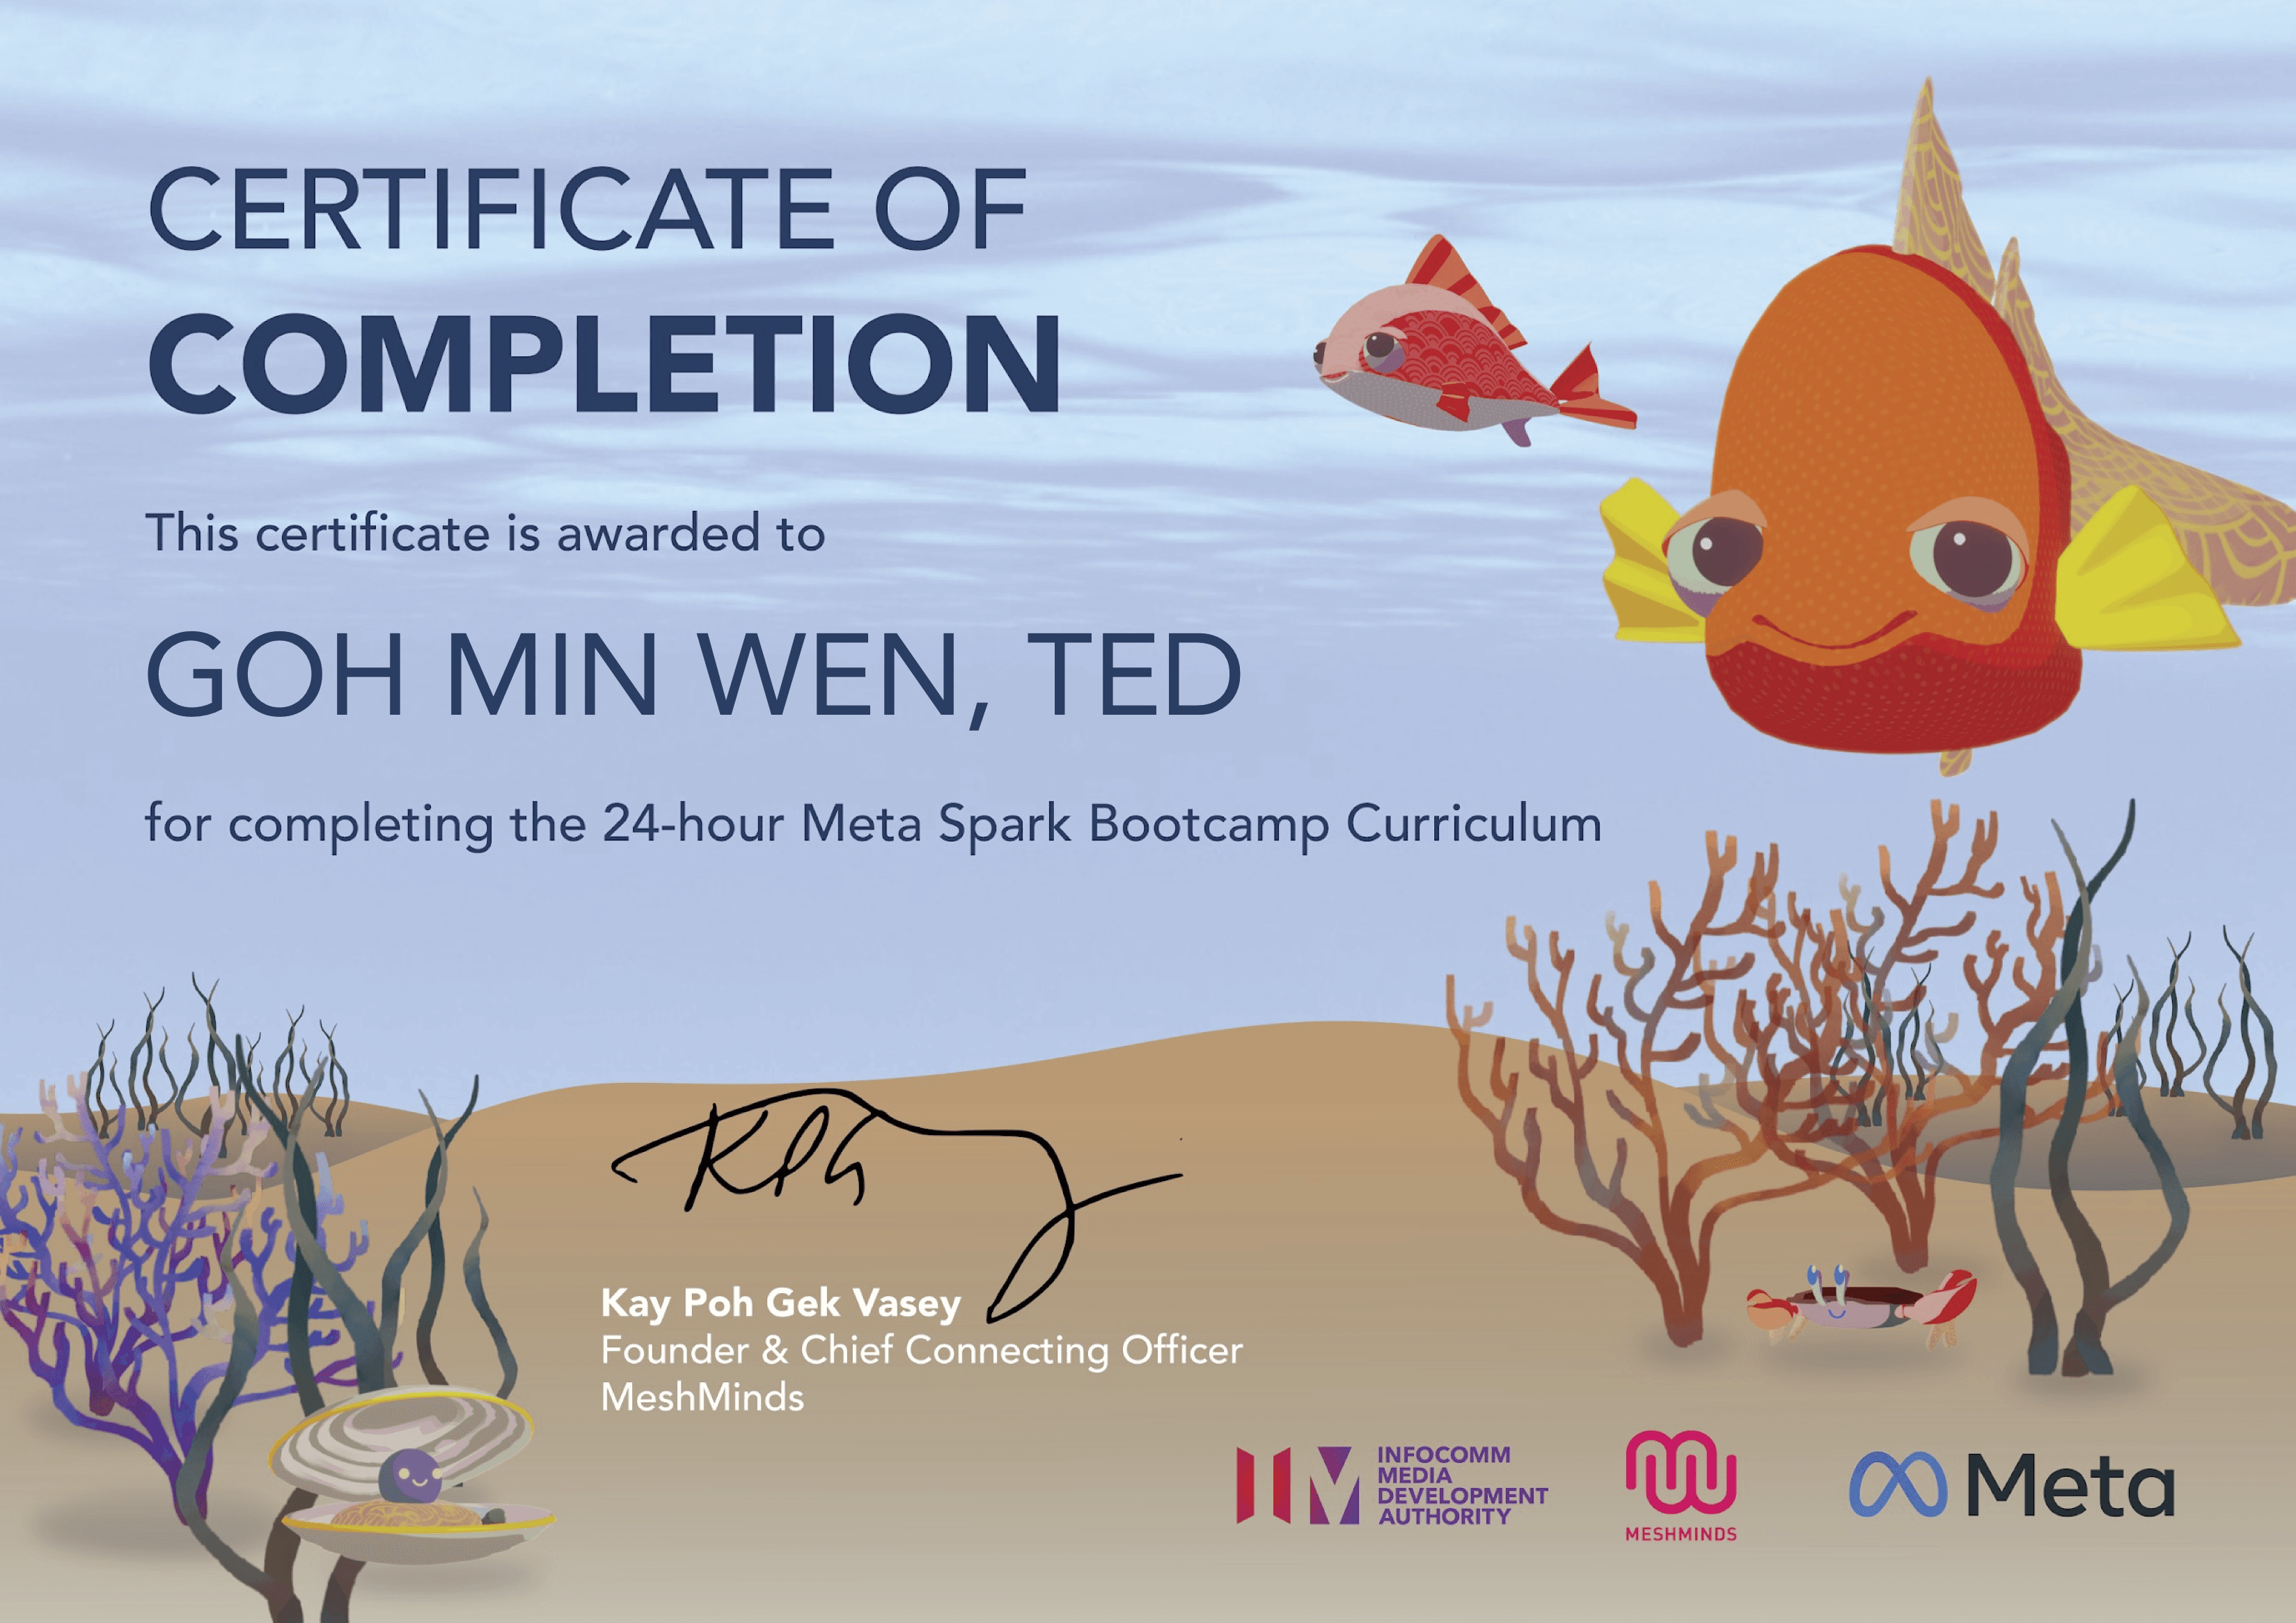 CERTIFICATE OF
COMPLETION
This certificate is awarded to
GOH MIN WEN, TED
for completing the 24-hour Meta Spark Bootcamp Curriculum
Kay Poh Gek Vasey
Founder & Chief Connecting Officer
MeshMinds
INFOCOMM
MEDIA
DEVELOPMENT
AUTHORITY
MESHMINDS
Meta